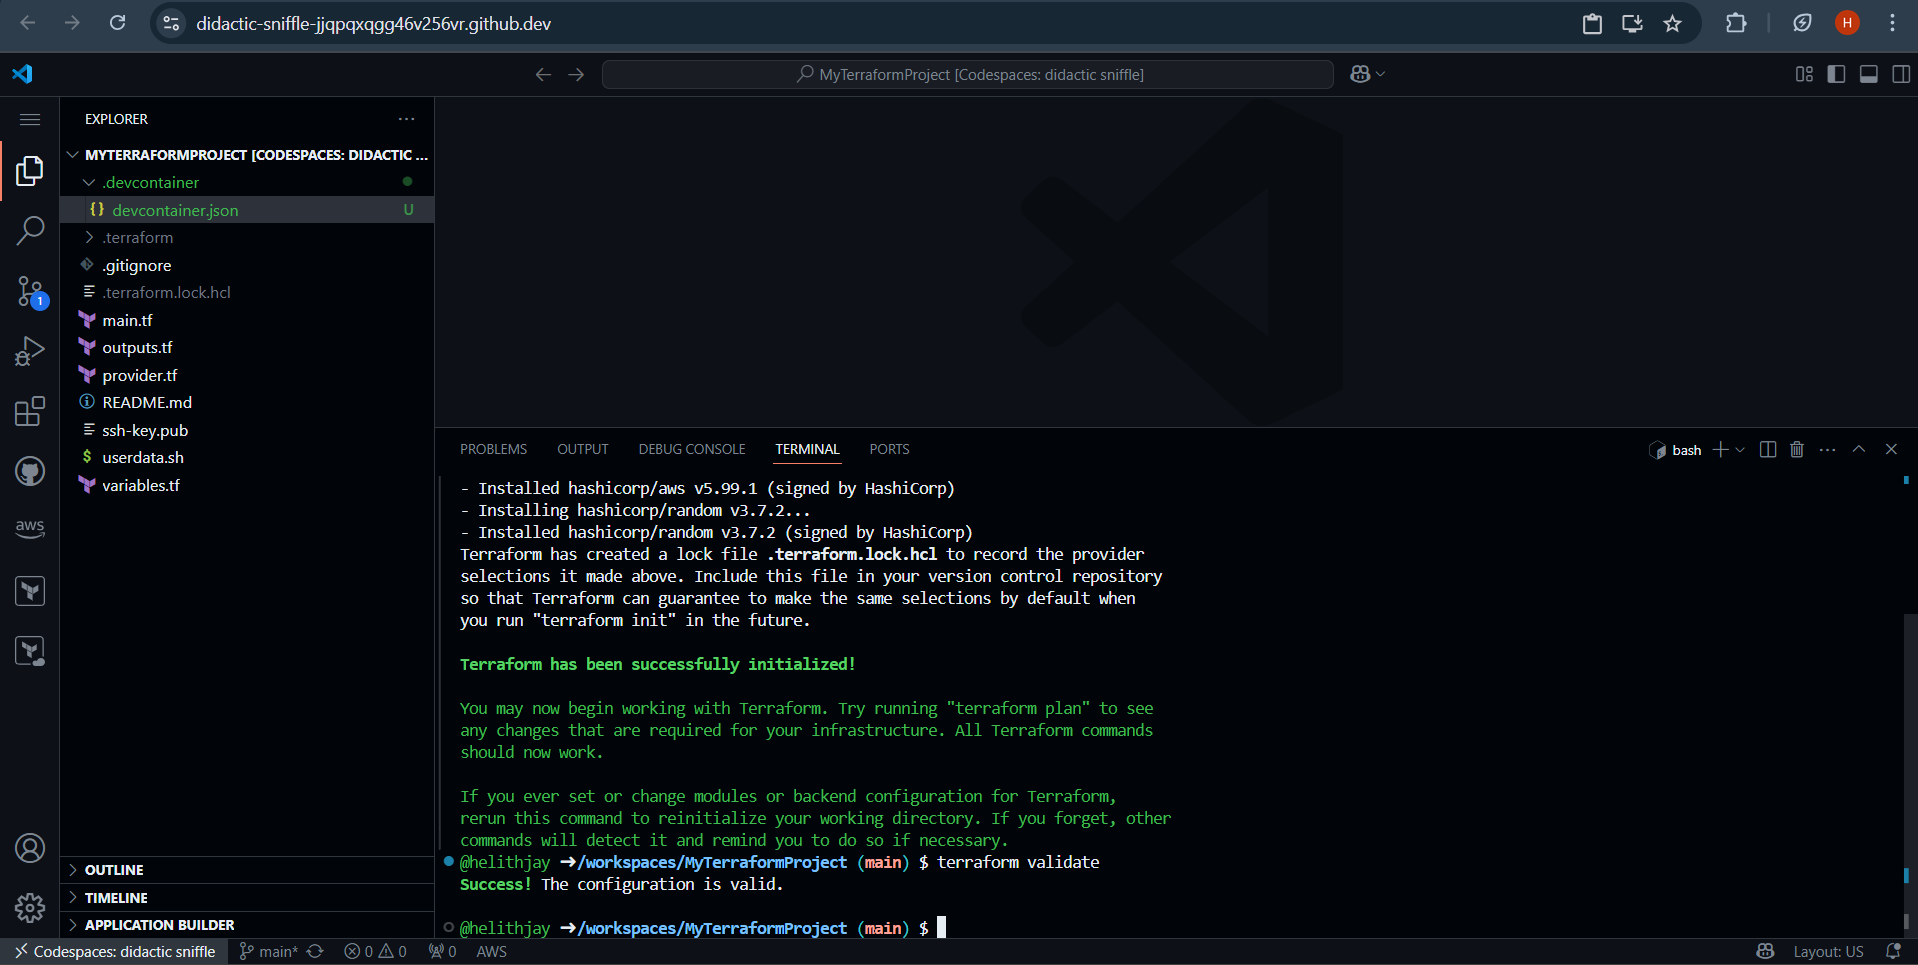 didactic-sniffle-jjqpqxqgg46v256vr.github.dev
H
MyTerraformProject [Codespaces: didactic sniffle]
EXPLORER
MYTERRAFORMPROJECT [CODESPACES: DIDACTIC ...
.devcontainer
{} devcontainer.json U
.terraform
.gitignore
.terraform.lock.hcl
1
main.tf
outputs.tf
provider.tf
README.md
ssh-key.pub
$ userdata.sh
variables.tf
aws
OUTLINE
TIMELINE
APPLICATION BUILDER
PROBLEMS OUTPUT DEBUG CONSOLE TERMINAL PORTS
bash
- Installed hashicorp/aws v5.99.1 (signed by HashiCorp)
- Installing hashicorp/random v3.7.2...
- Installed hashicorp/random v3.7.2 (signed by HashiCorp)
Terraform has created a lock file .terraform.lock.hcl to record the provider
selections it made above. Include this file in your version control repository
so that Terraform can guarantee to make the same selections by default when
you run "terraform init" in the future.
Terraform has been successfully initialized!
You may now begin working with Terraform. Try running "terraform plan" to see
any changes that are required for your infrastructure. All Terraform commands
should now work.
If you ever set or change modules or backend configuration for Terraform,
rerun this command to reinitialize your working directory. If you forget, other
commands will detect it and remind you to do so if necessary.
@helithjay ➜/workspaces/MyTerraformProject (main) $ terraform validate
Success! The configuration is valid.
@helithjay ➜/workspaces/MyTerraformProject (main) $
Codespaces: didactic sniffle main* 0 0 0 AWS Layout: US